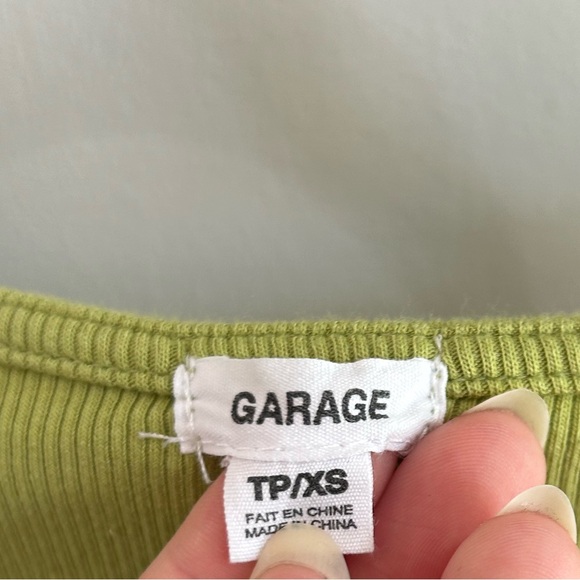 GARAGE
TP/XS
FAIT EN CHINE
MADE IN CHINA